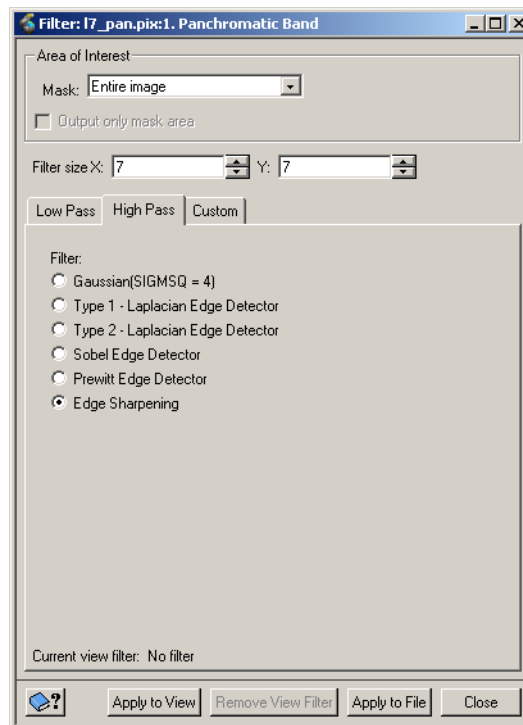 Filter: l7_pan.pix:1. Panchromatic Band
Area of Interest
Mask: Entire image
Output only mask area
Filter size X: 7 Y: 7
Low Pass High Pass Custom
Filter:
Gaussian(SIGMSQ = 4)
Type 1 - Laplacian Edge Detector
Type 2 - Laplacian Edge Detector
Sobel Edge Detector
Prewitt Edge Detector
Edge Sharpening
Current view filter: No filter
? Apply to View Remove View Filter Apply to File Close